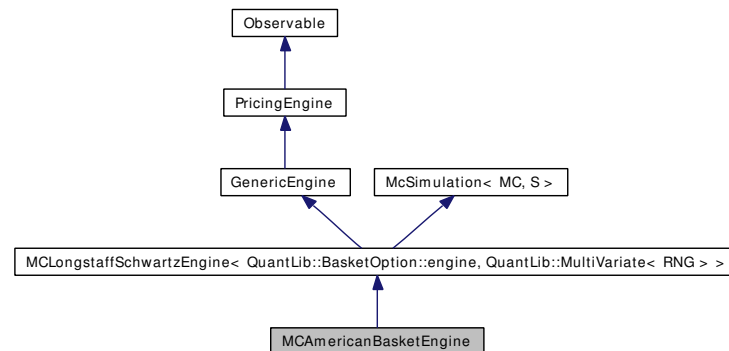 Observable
PricingEngine
GenericEngine
McSimulation< MC, S >
MCLongstaffSchwartzEngine< QuantLib::BasketOption::engine, QuantLib::MultiVariate< RNG > >
MCAmericanBasketEngine